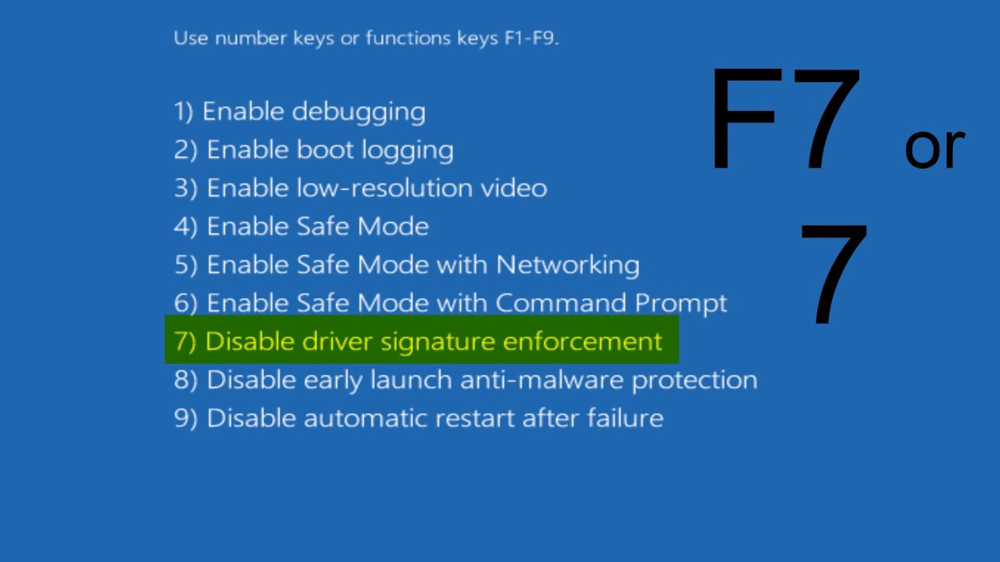 Use number keys or functions keys F1-F9.
F7 or
7
1) Enable debugging
2) Enable boot logging
3) Enable low-resolution video
4) Enable Safe Mode
5) Enable Safe Mode with Networking
6) Enable Safe Mode with Command Prompt
7) Disable driver signature enforcement
8) Disable early launch anti-malware protection
9) Disable automatic restart after failure